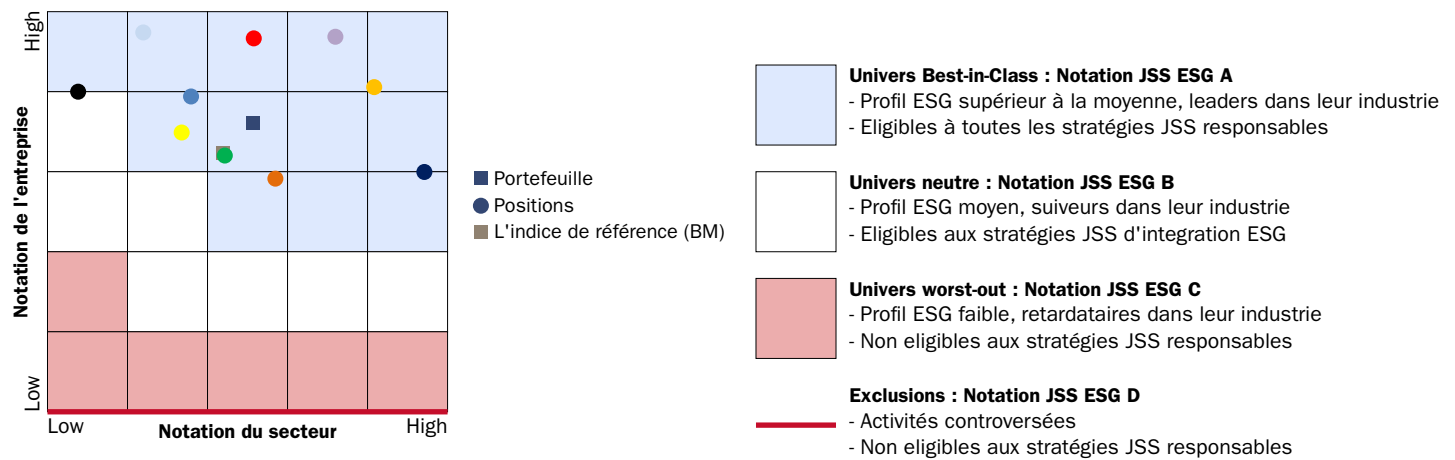 High
Notation de l'entreprise
Low
Low
Notation du secteur
High
Portefeuille
Positions
L'indice de référence (BM)
Univers Best-in-Class : Notation JSS ESG A
- Profil ESG supérieur à la moyenne, leaders dans leur industrie
- Eligibles à toutes les stratégies JSS responsables
Univers neutre : Notation JSS ESG B
- Profil ESG moyen, suiveurs dans leur industrie
- Eligibles aux stratégies JSS d'integration ESG
Univers worst-out : Notation JSS ESG C
- Profil ESG faible, retardataires dans leur industrie
- Non eligibles aux stratégies JSS responsables
Exclusions : Notation JSS ESG D
- Activités controversées
- Non eligibles aux stratégies JSS responsables